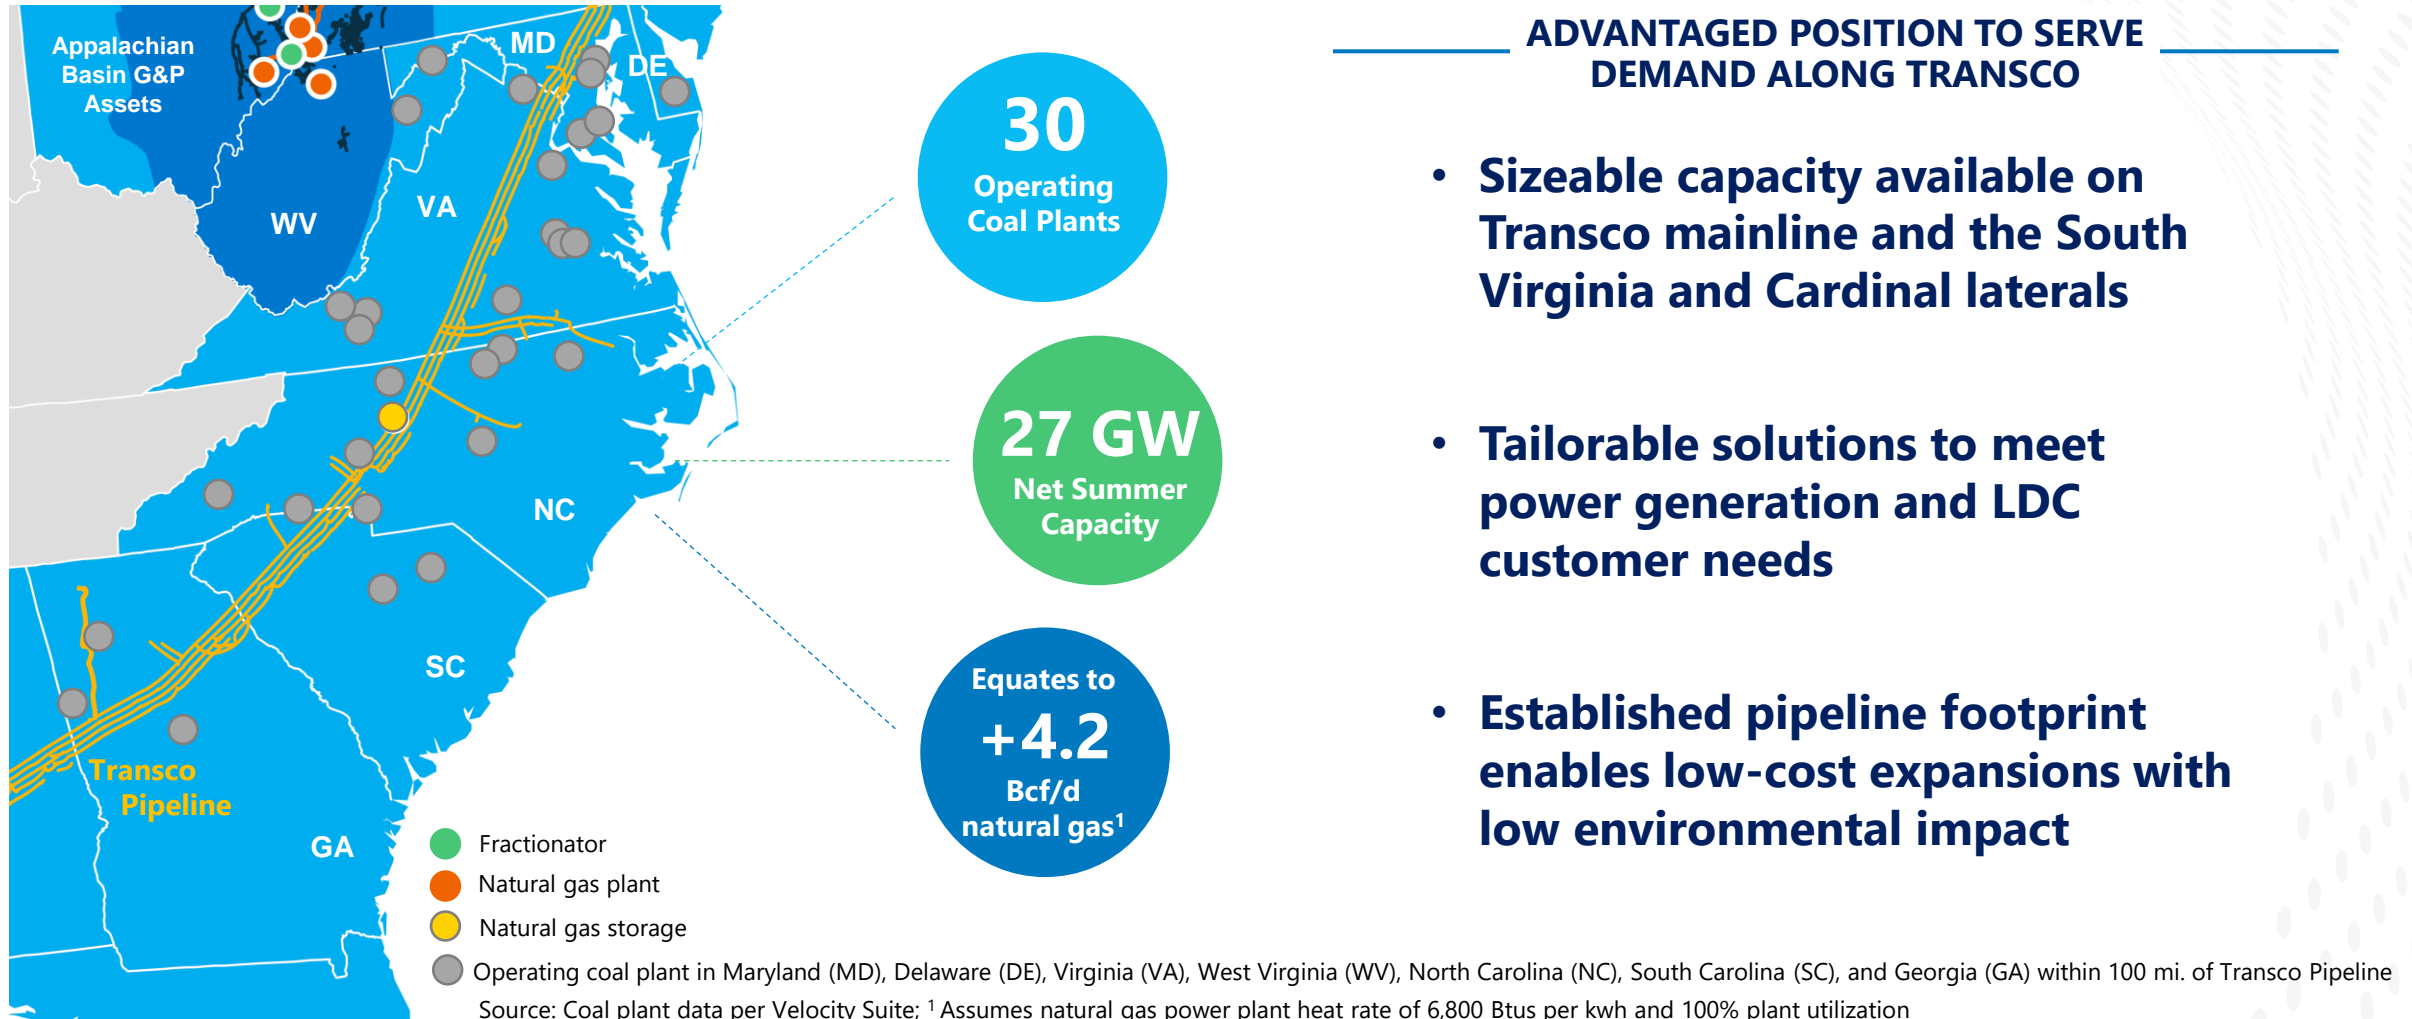 Appalachian
Basin G&P
Assets
MD
DE
VA
WV
NC
SC
GA
Transco
Pipeline
30
Operating
Coal Plants
27 GW
Net Summer
Capacity
Equates to
+4.2
Bcf/d
natural gas¹
ADVANTAGED POSITION TO SERVE
DEMAND ALONG TRANSCO
• Sizeable capacity available on
Transco mainline and the South
Virginia and Cardinal laterals
• Tailorable solutions to meet
power generation and LDC
customer needs
• Established pipeline footprint
enables low-cost expansions with
low environmental impact
Fractionator
Natural gas plant
Natural gas storage
Operating coal plant in Maryland (MD), Delaware (DE), Virginia (VA), West Virginia (WV), North Carolina (NC), South Carolina (SC), and Georgia (GA) within 100 mi. of Transco Pipeline
Source: Coal plant data per Velocity Suite; ¹ Assumes natural gas power plant heat rate of 6,800 Btus per kwh and 100% plant utilization